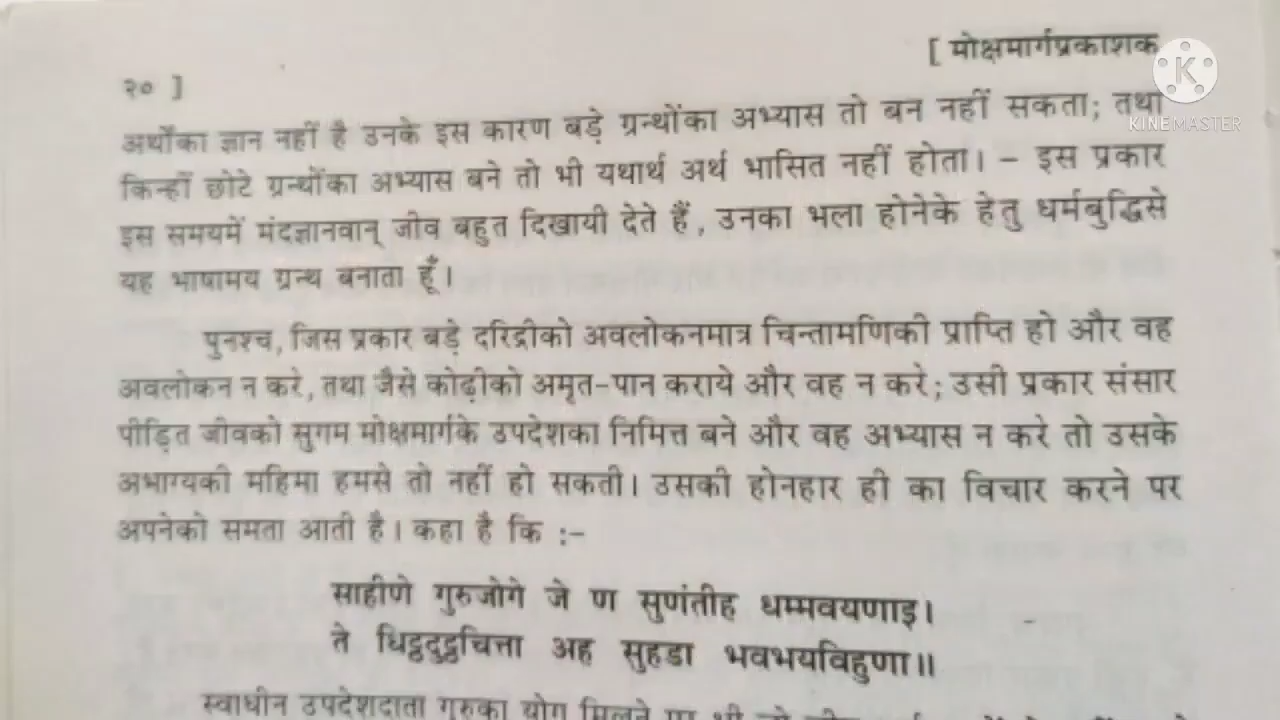 [ मोक्षमार्गप्रकाशक
२० ]
अर्थोंका ज्ञान नहीं है उनके इस कारण बड़े ग्रन्थोंका अभ्यास तो बन नहीं सकता; तथा
किन्हीं छोटे ग्रन्थोंका अभ्यास बने तो भी यथार्थ अर्थ भासित नहीं होता। – इस प्रकार
इस समयमें मंदज्ञानवान् जीव बहुत दिखायी देते हैं, उनका भला होनेके हेतु धर्मबुद्धिसे
यह भाषामय ग्रन्थ बनाता हूँ।
पुनश्च, जिस प्रकार बड़े दरिद्रीको अवलोकनमात्र चिन्तामणिकी प्राप्ति हो और वह
अवलोकन न करे, तथा जैसे कोढ़ीको अमृत-पान कराये और वह न करे; उसी प्रकार संसार
पीड़ित जीवको सुगम मोक्षमार्गके उपदेशका निमित्त बने और वह अभ्यास न करे तो उसके
अभाग्यकी महिमा हमसे तो नहीं हो सकती। उसकी होनहार ही का विचार करने पर
अपनेको समता आती है। कहा है कि :-
साहीणे गुरुजोगे जे ण सुणंतीह धम्मवयणाइ।
ते धिट्ठदुट्ठचित्ता अह सुहडा भवभयविहुणा॥
स्वाधीन उपदेशदाता गुरुका योग मिलने पर भी
KINEMASTER